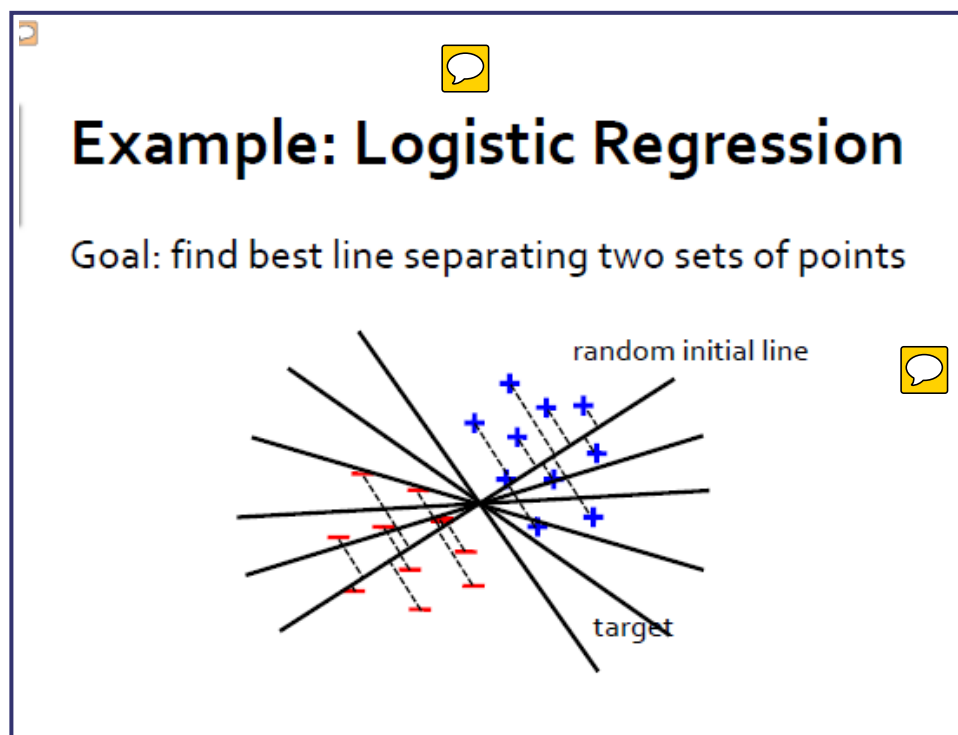 Example: Logistic Regression
Goal: find best line separating two sets of points
random initial line
target